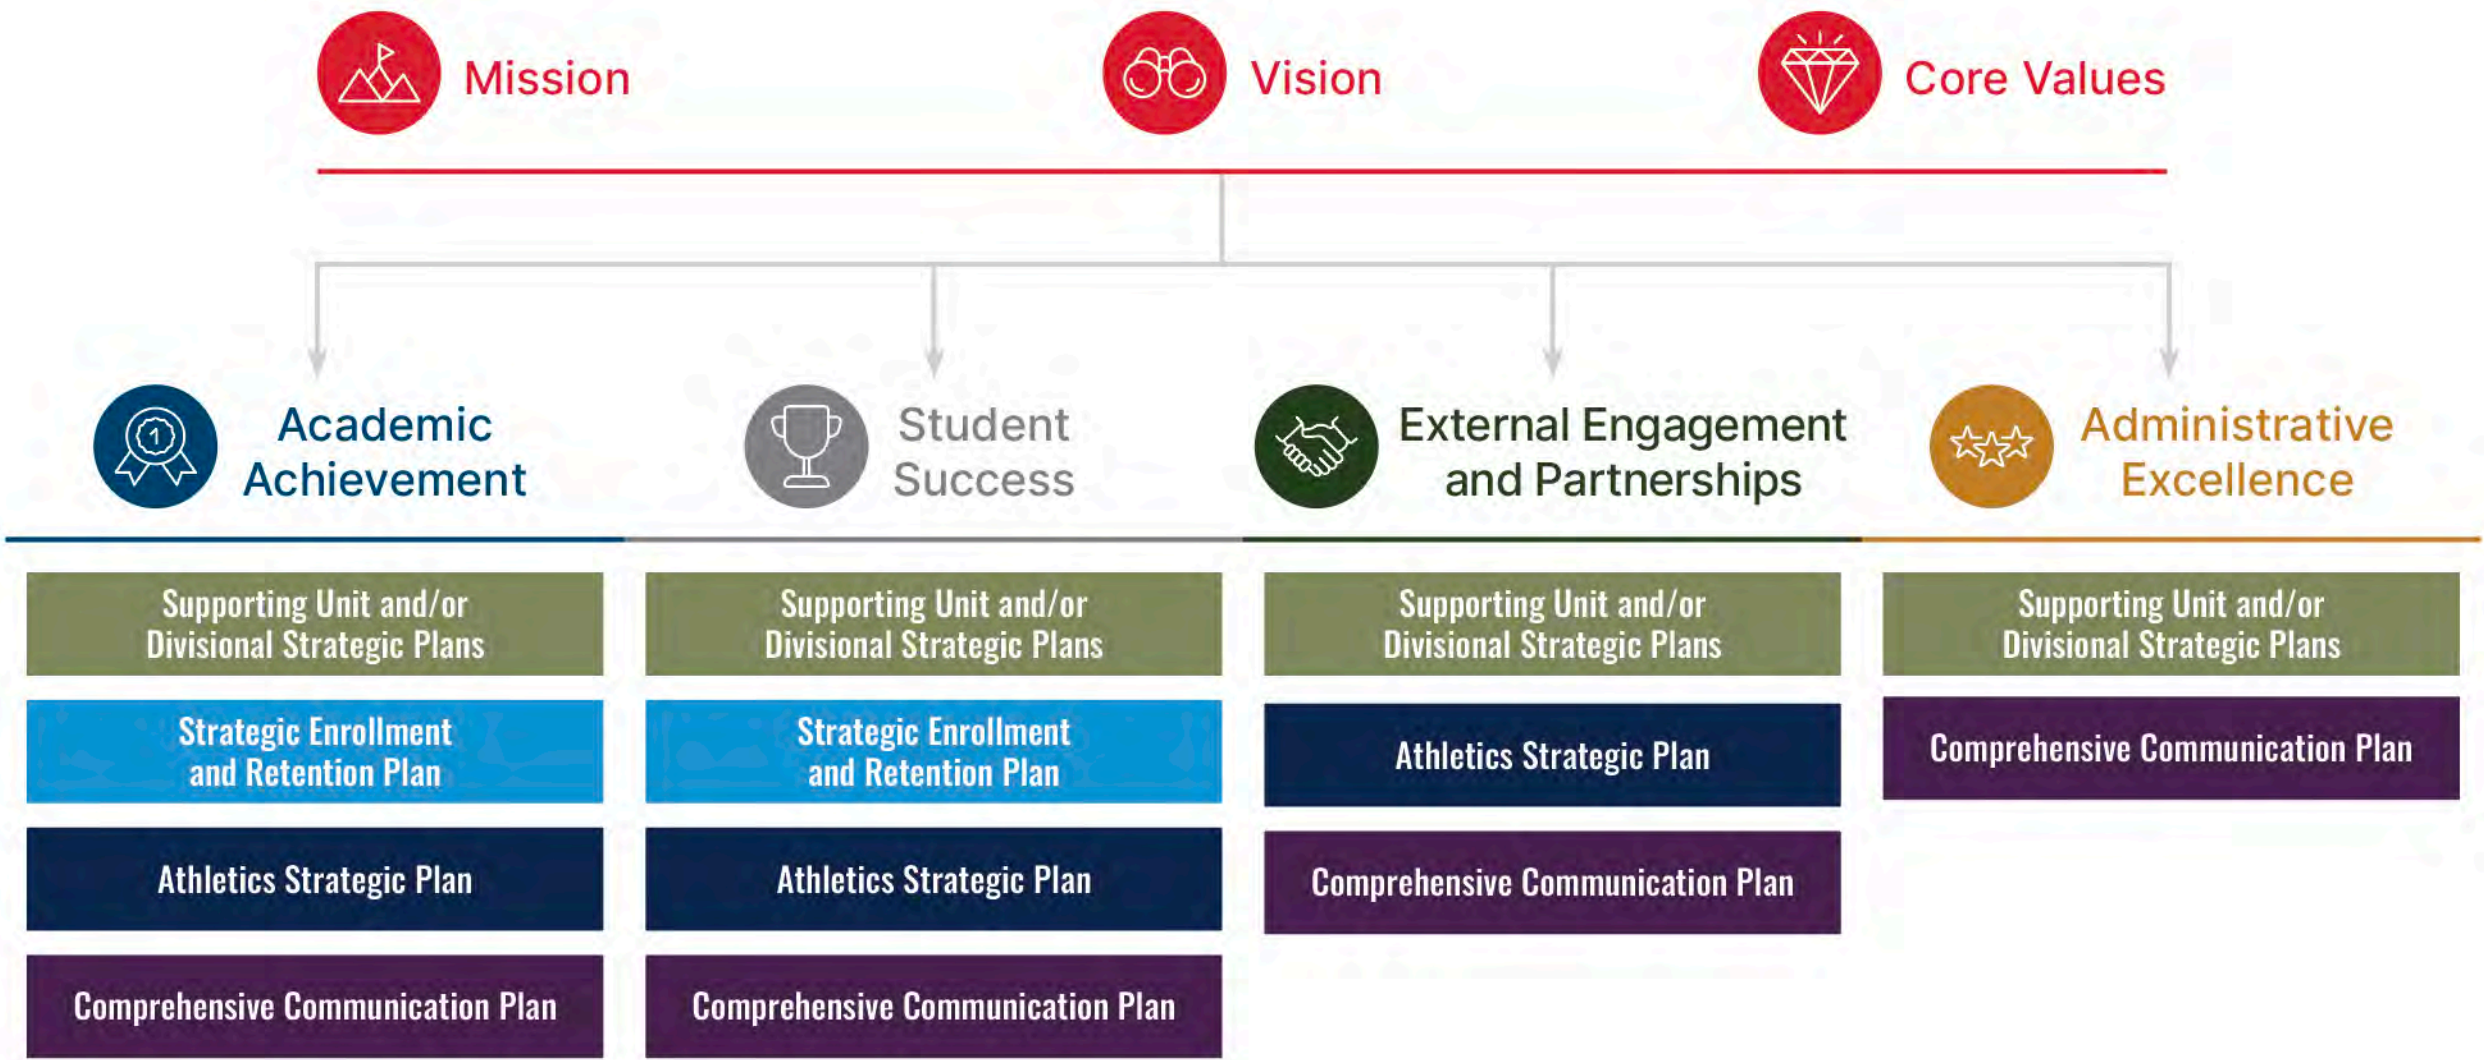 Mission
Vision
Core Values
Academic
Achievement
Student
Success
External Engagement
and Partnerships
Administrative
Excellence
Supporting Unit and/or
Divisional Strategic Plans
Strategic Enrollment
and Retention Plan
Athletics Strategic Plan
Comprehensive Communication Plan
Supporting Unit and/or
Divisional Strategic Plans
Strategic Enrollment
and Retention Plan
Athletics Strategic Plan
Comprehensive Communication Plan
Supporting Unit and/or
Divisional Strategic Plans
Athletics Strategic Plan
Comprehensive Communication Plan
Supporting Unit and/or
Divisional Strategic Plans
Comprehensive Communication Plan
1